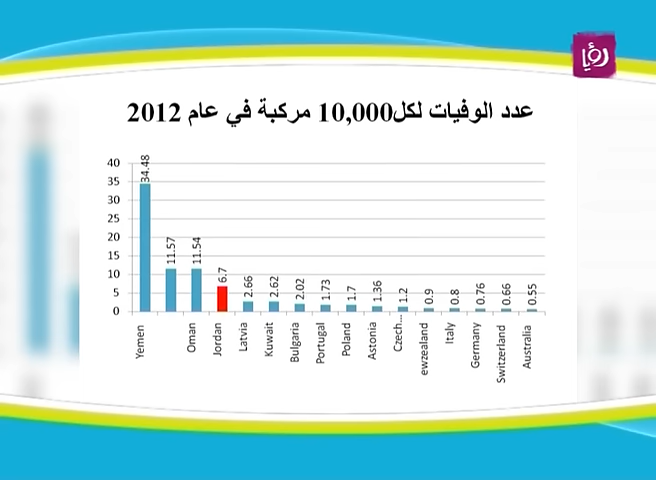 رؤيا
عدد الوفيات لكل10,000 مركبة في عام 2012
40
35
30
25
20
15
10
5
0
34.48
11.57
11.54
6.7
2.66
2.62
2.02
1.73
1.7
1.36
1.2
0.9
0.8
0.76
0.66
0.55
Yemen
Oman
Jordan
Latvia
Kuwait
Bulgaria
Portugal
Poland
Astonia
Czech...
ewzealand
Italy
Germany
Switzerland
Australia